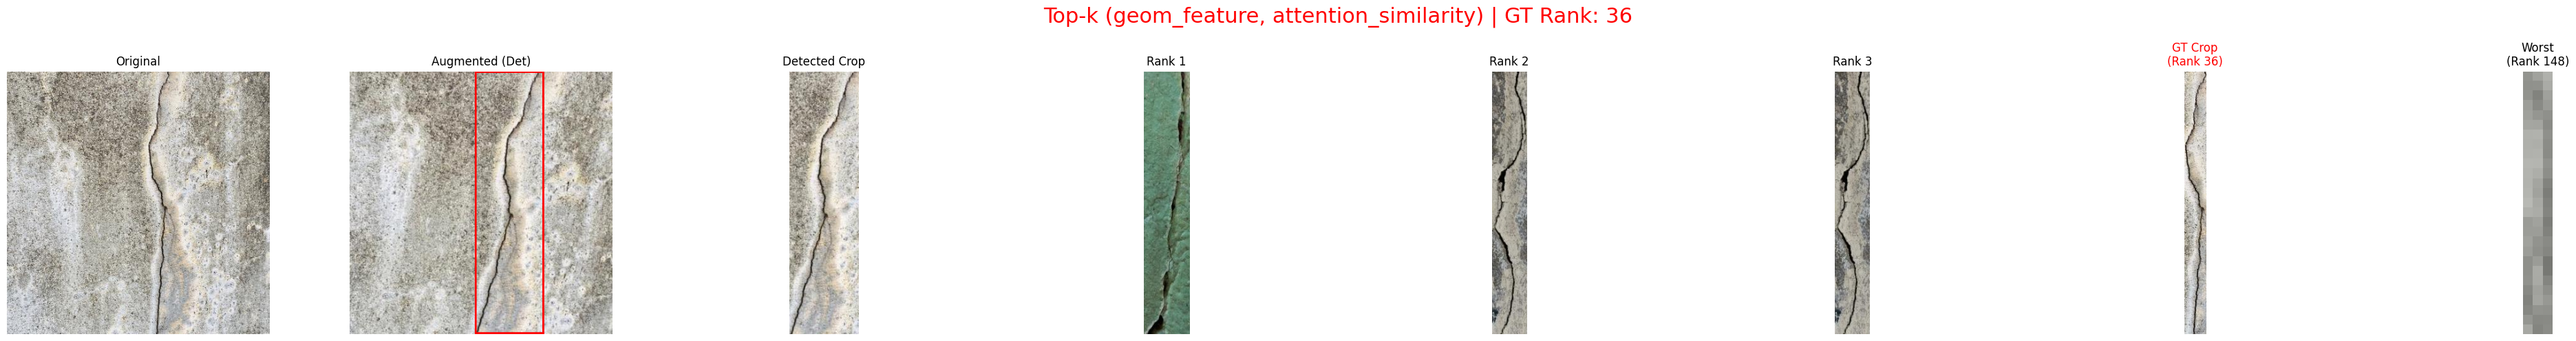 Top-k (geom_feature, attention_similarity) | GT Rank: 36
Original
Augmented (Det)
Detected Crop
Rank 1
Rank 2
Rank 3
GT Crop
(Rank 36)
Worst
(Rank 148)